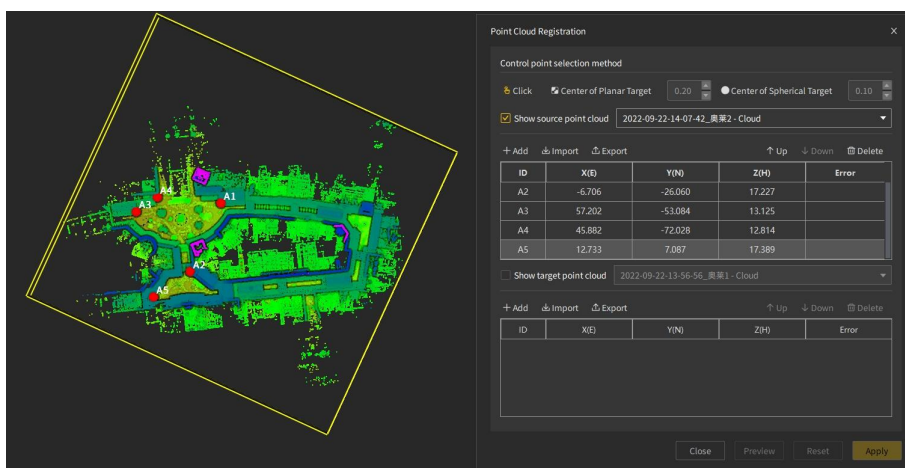 Point Cloud Registration
X
Control point selection method
Click Center of Planar Target 0.20 Center of Spherical Target 0.10
Show source point cloud 2022-09-22-14-07-42_奥莱2 - Cloud
+ Add Import Export ↑ Up ↓ Down Delete
ID X(E) Y(N) Z(H) Error
A2 -6.706 -26.060 17.227
A3 57.202 -53.084 13.125
A4 45.882 -72.028 12.814
A5 12.733 7.087 17.389
Show target point cloud 2022-09-22-13-56-56_奥莱1 - Cloud
+ Add Import Export ↑ Up ↓ Down Delete
ID X(E) Y(N) Z(H) Error
Close Preview Reset Apply
A4
A1
A3
A2
A5